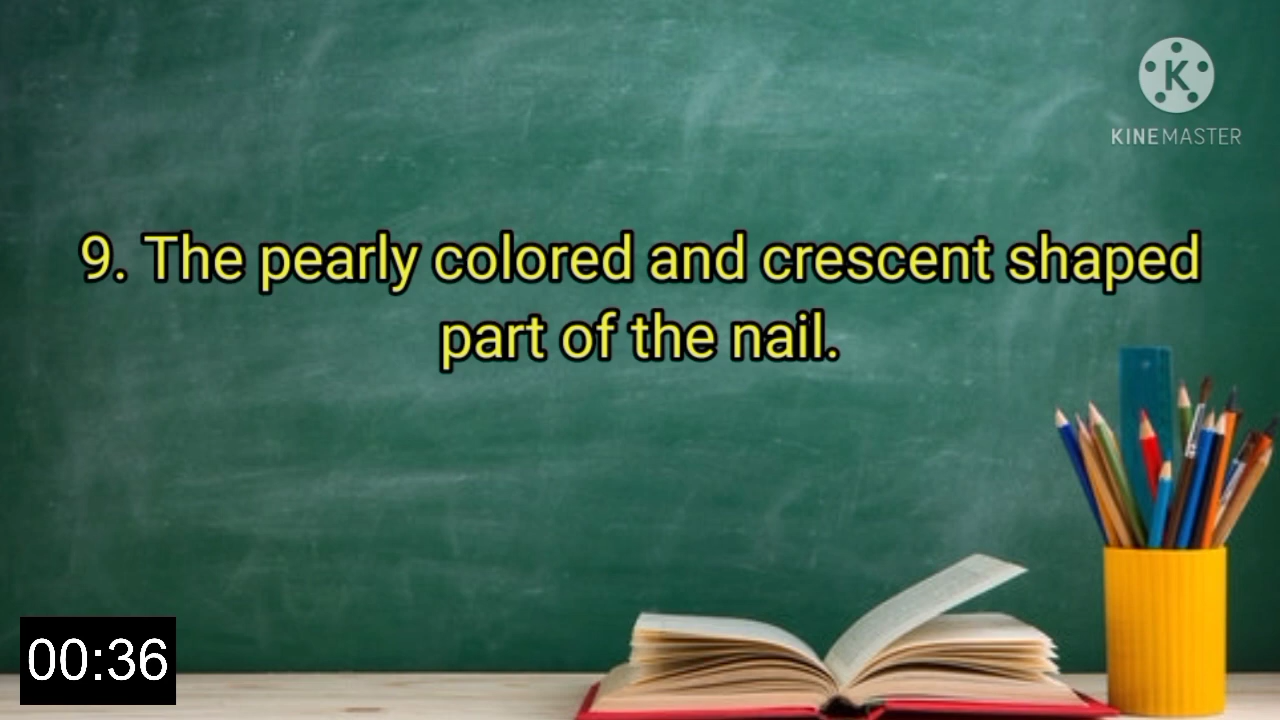 K
KINEMASTER
9. The pearly colored and crescent shaped
part of the nail.
00:36